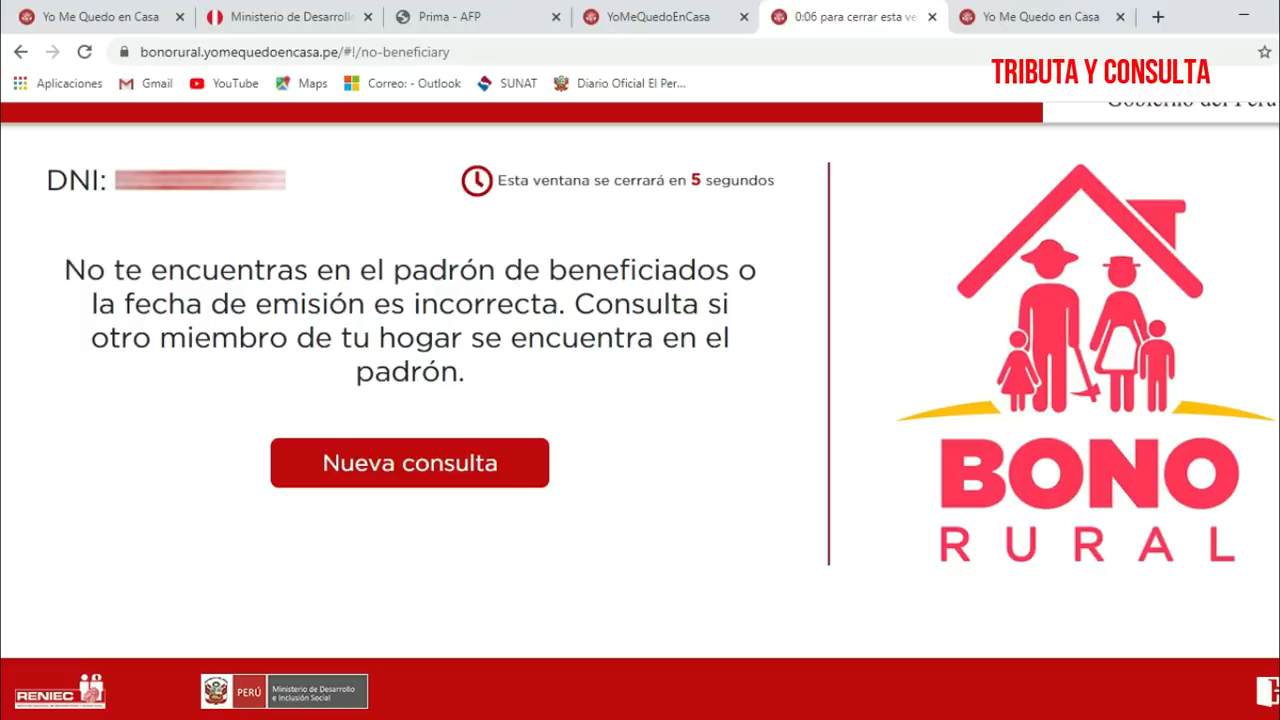 Yo Me Quedo en Casa
Ministerio de Desarroll
Prima - AFP
YoMeQuedoEnCasa
0:06 para cerrar esta ve
Yo Me Quedo en Casa
bonorural.yomequedoencasa.pe/#!/no-beneficiary
TRIBUTA Y CONSULTA
Aplicaciones
Gmail
YouTube
Maps
Correo: - Outlook
SUNAT
Diario Oficial El Per...
Gobierno del Perú
DNI:
Esta ventana se cerrará en 5 segundos
No te encuentras en el padrón de beneficiados o
la fecha de emisión es incorrecta. Consulta si
otro miembro de tu hogar se encuentra en el
padrón.
Nueva consulta
BONO
RURAL
RENIEC
PERÚ
Ministerio de Desarrollo
e Inclusión Social